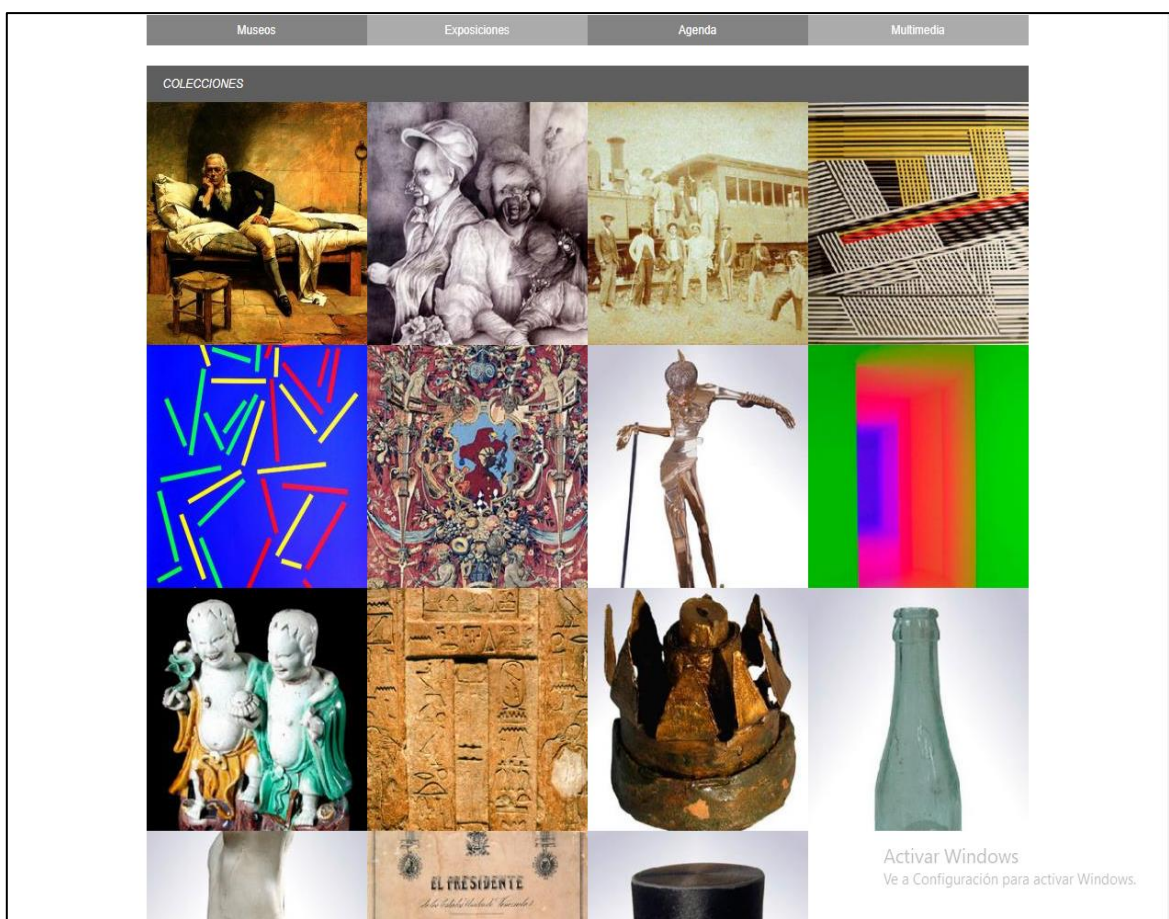 Museos
Exposiciones
Agenda
Multimedia
COLECCIONES
EL PRESIDENTE
Activar Windows
Ve a Configuración para activar Windows.